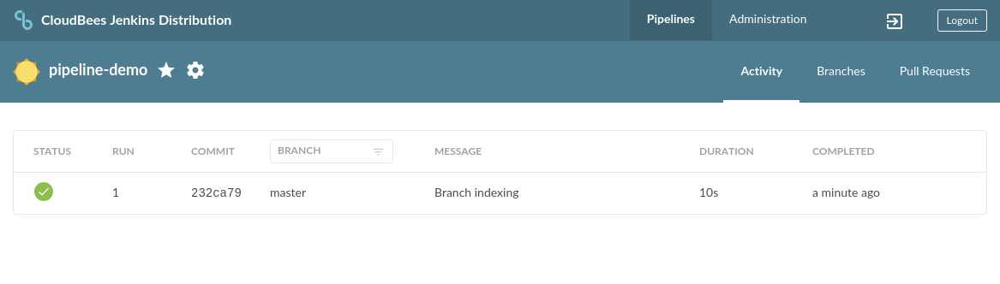 CloudBees Jenkins Distribution Pipelines Administration Logout
pipeline-demo Activity Branches Pull Requests
STATUS RUN COMMIT BRANCH MESSAGE DURATION COMPLETED
1 232ca79 master Branch indexing 10s a minute ago